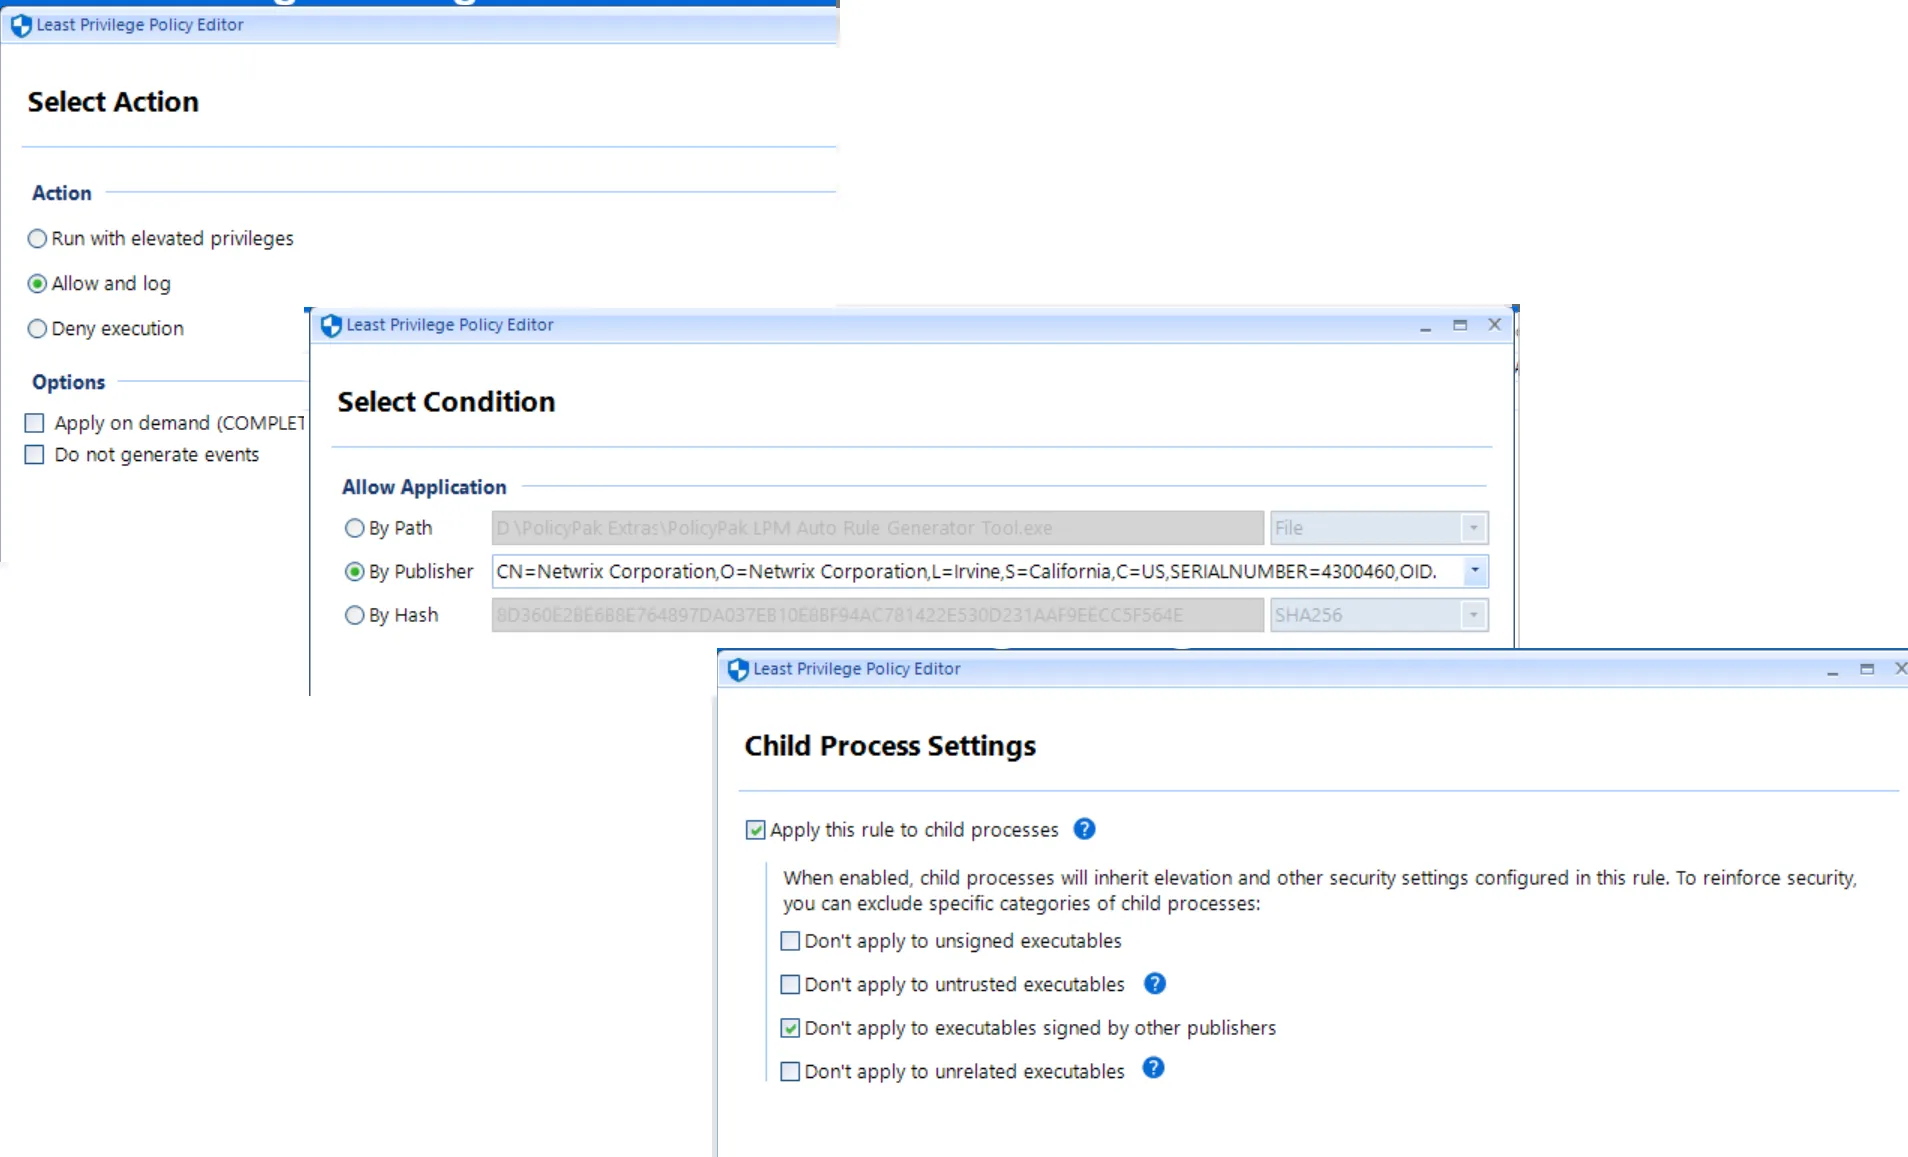 Least Privilege Policy Editor
Select Action
Action
Run with elevated privileges
Allow and log
Deny execution
Options
Apply on demand (COMPLET
Do not generate events
Least Privilege Policy Editor
Select Condition
Allow Application
By Path D:\PolicyPak Extras\PolicyPak LPM Auto Rule Generator Tool.exe File
By Publisher CN=Netwrix Corporation,O=Netwrix Corporation,L=Irvine,S=California,C=US,SERIALNUMBER=4300460,OID.
By Hash 8D360E2BE6B8E764897DA037EB10E8BF94AC781422E530D231AAF9EECC5F564E SHA256
Least Privilege Policy Editor
Child Process Settings
Apply this rule to child processes
When enabled, child processes will inherit elevation and other security settings configured in this rule. To reinforce security,
you can exclude specific categories of child processes:
Don't apply to unsigned executables
Don't apply to untrusted executables
Don't apply to executables signed by other publishers
Don't apply to unrelated executables